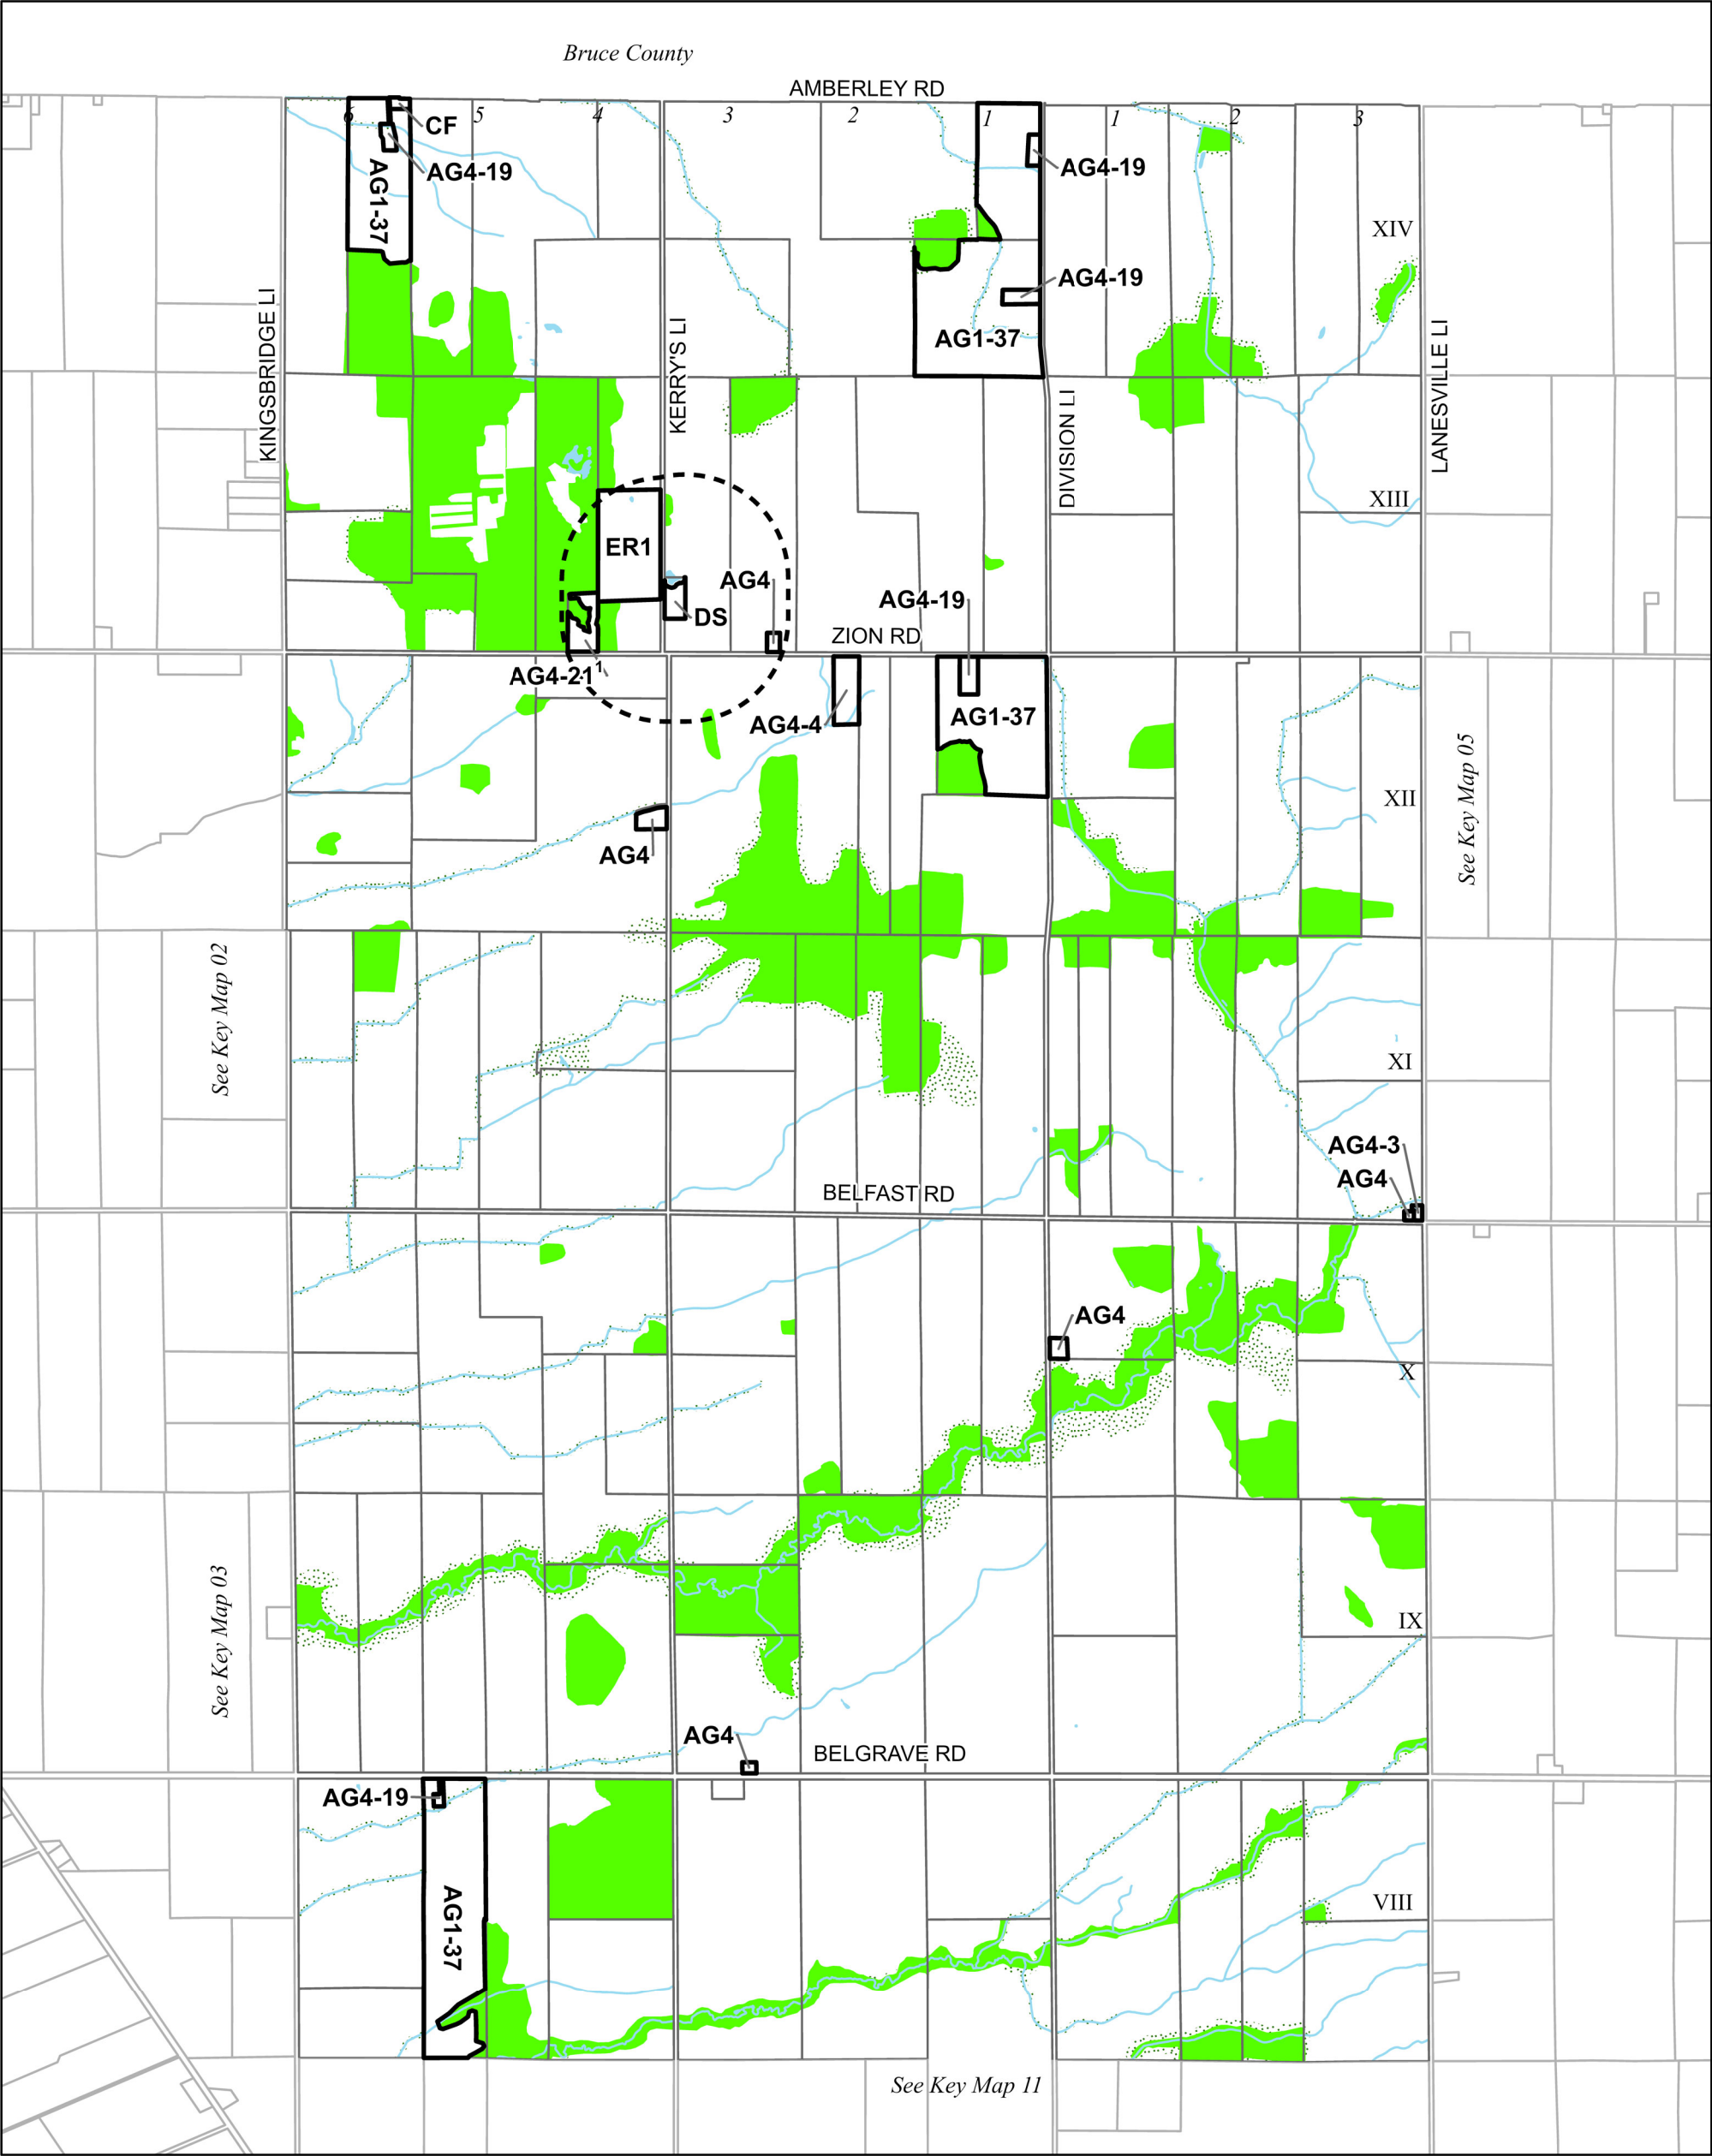 Bruce County
AMBERLEY RD
6
5
4
3
2
1
1
2
3
CF
AG4-19
AG1-37
AG4-19
XIV
AG4-19
AG1-37
KINGSBRIDGE LI
KERRY'S LI
DIVISION LI
LANESVILLE LI
XIII
ER1
AG4
AG4-19
DS
ZION RD
AG4-21¹
AG4-4
AG1-37
XII
See Key Map 05
AG4
See Key Map 02
XI
AG4-3
AG4
BELFAST RD
AG4
X
See Key Map 03
IX
AG4
BELGRAVE RD
AG4-19
AG1-37
VIII
See Key Map 11